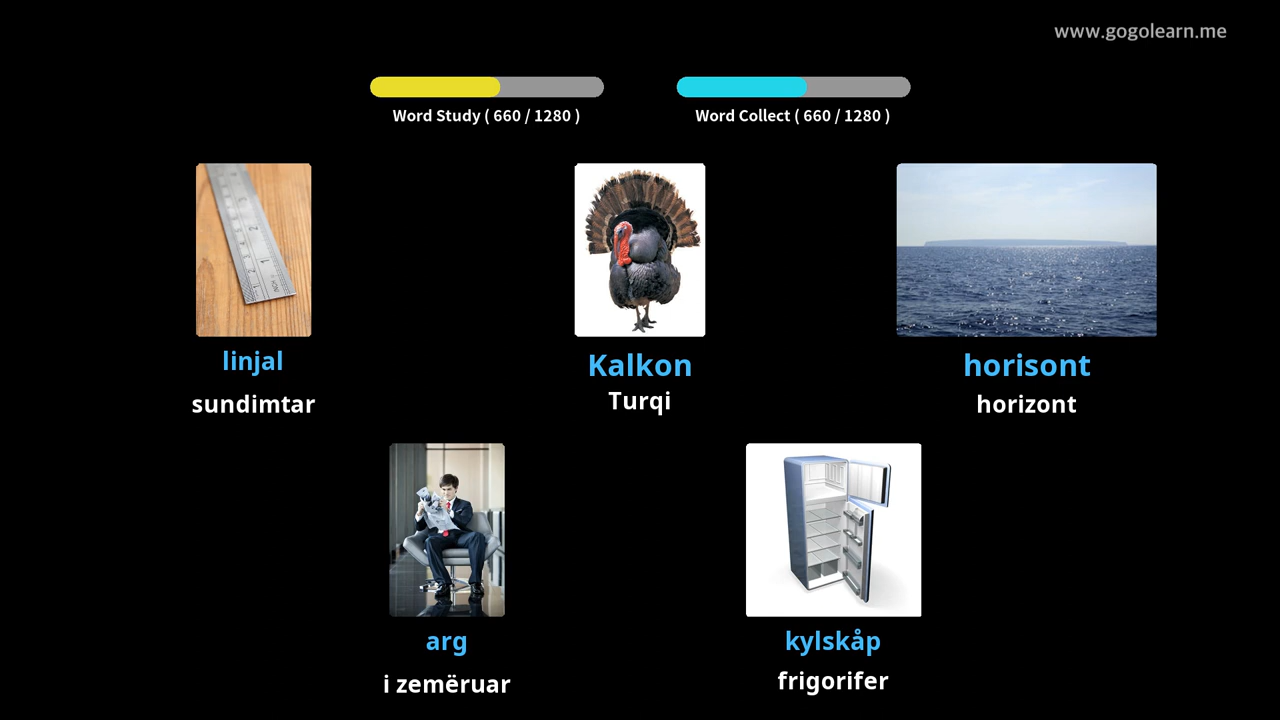 www.gogolearn.me
Word Study ( 660 / 1280 )
Word Collect ( 660 / 1280 )
linjal
sundimtar
Kalkon
Turqi
horisont
horizont
arg
i zemëruar
kylskåp
frigorifer